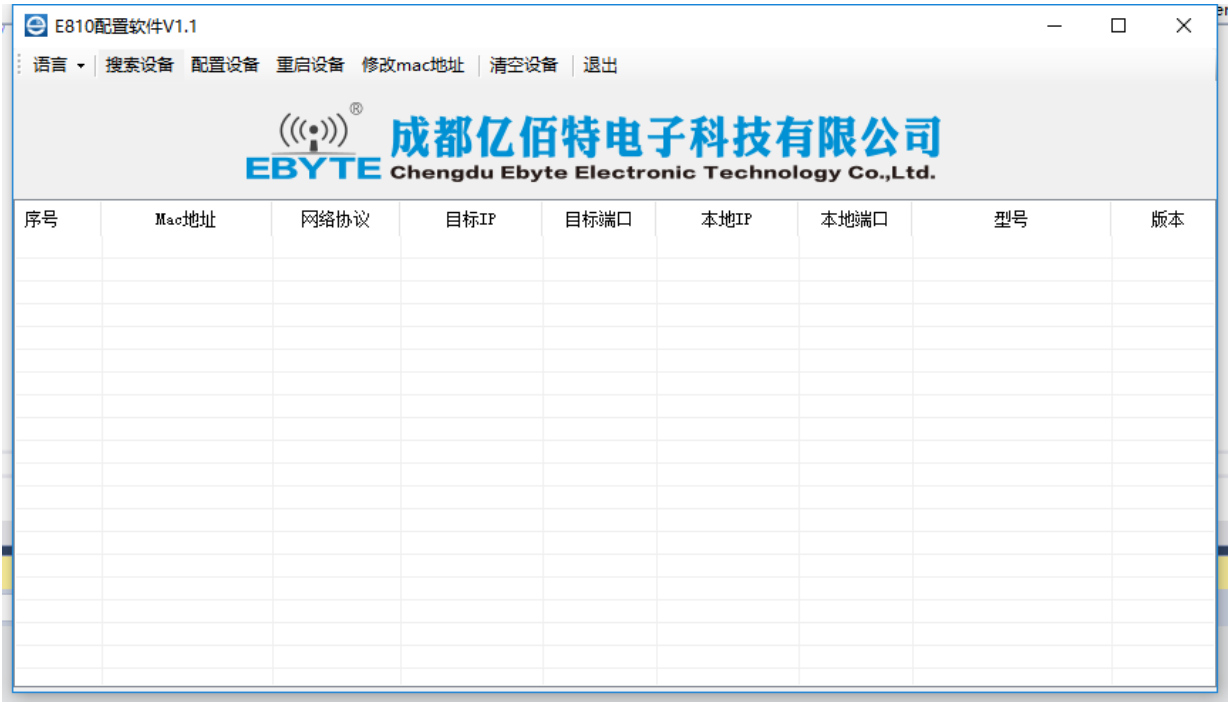 E810配置软件V1.1
语言 搜索设备 配置设备 重启设备 修改mac地址 清空设备 退出
®
成都亿佰特电子科技有限公司
EBYTE Chengdu Ebyte Electronic Technology Co.,Ltd.
序号 Mac地址 网络协议 目标IP 目标端口 本地IP 本地端口 型号 版本